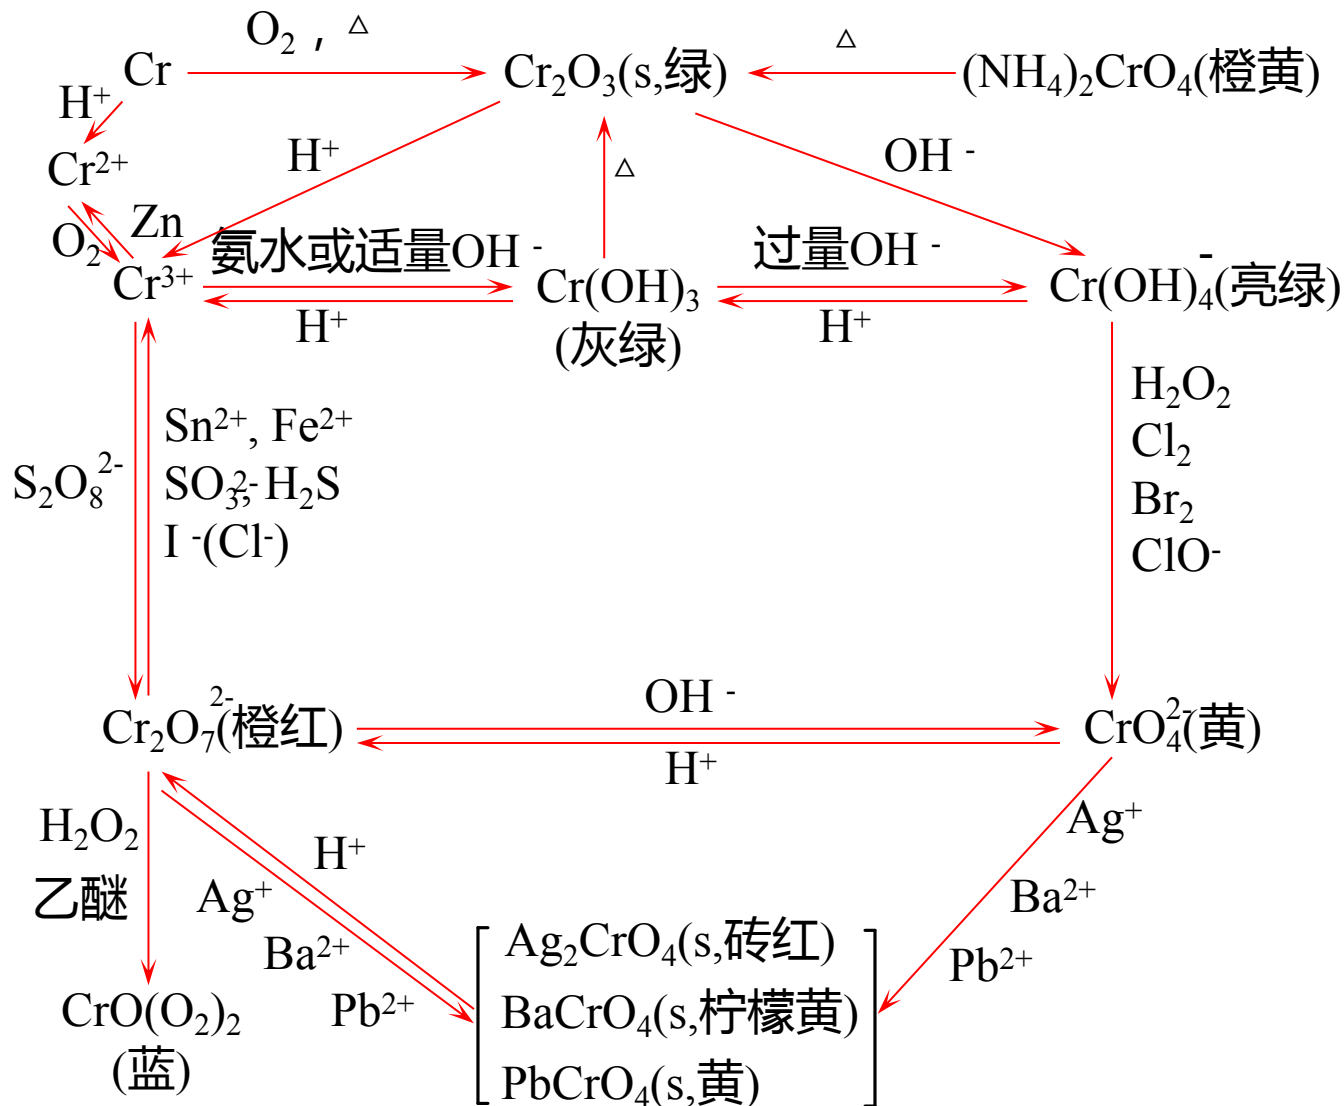 O₂ , △
△
Cr
Cr₂O₃(s,绿)
(NH₄)₂CrO₄(橙黄)
H⁺
H⁺
△
OH ⁻
Cr²⁺
O₂
Zn
氨水或适量OH ⁻
过量OH ⁻
Cr³⁺
Cr(OH)₃
(灰绿)
Cr(OH)₄⁻(亮绿)
H⁺
H⁺
S₂O₈²⁻
Sn²⁺, Fe²⁺
SO₃²⁻, H₂S
I ⁻(Cl⁻)
H₂O₂
Cl₂
Br₂
ClO⁻
Cr₂O₇²⁻(橙红)
OH ⁻
H⁺
CrO₄²⁻(黄)
H₂O₂
乙醚
H⁺
Ag⁺
Ba²⁺
Pb²⁺
Ag⁺
Ba²⁺
Pb²⁺
CrO(O₂)₂
(蓝)
Ag₂CrO₄(s,砖红)
BaCrO₄(s,柠檬黄)
PbCrO₄(s,黄)